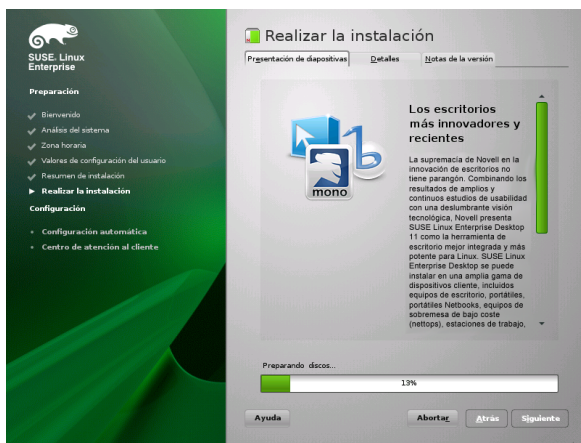 SUSE Linux
Enterprise
Preparación
Bienvenido
Análisis del sistema
Zona horaria
Valores de configuración del usuario
Resumen de instalación
Realizar la instalación
Configuración
Configuración automática
Centro de atención al cliente
Realizar la instalación
Presentación de diapositivas
Detalles
Notas de la versión
mono
Los escritorios
más innovadores y
recientes
La supremacía de Novell en la
innovación de escritorios no
tiene parangón. Combinando los
resultados de amplios y
continuos estudios de usabilidad
con una deslumbrante visión
tecnológica, Novell presenta
SUSE Linux Enterprise Desktop
11 como la herramienta de
escritorio mejor integrada y más
potente para Linux. SUSE Linux
Enterprise Desktop se puede
instalar en una amplia gama de
dispositivos cliente, incluidos
equipos de escritorio, portátiles,
portátiles Netbooks, equipos de
sobremesa de bajo coste
(nettops), estaciones de trabajo,
Preparando discos...
13%
Ayuda
Abortar
Atrás
Siguiente